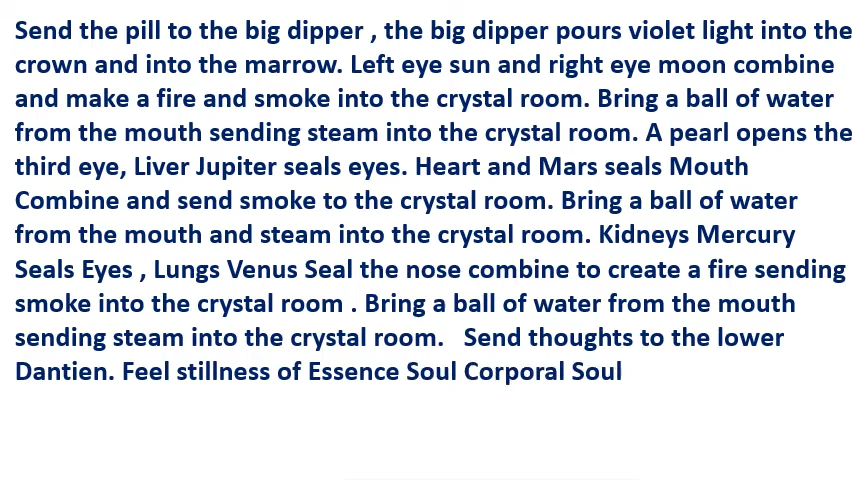 Send the pill to the big dipper , the big dipper pours violet light into the
crown and into the marrow. Left eye sun and right eye moon combine
and make a fire and smoke into the crystal room. Bring a ball of water
from the mouth sending steam into the crystal room. A pearl opens the
third eye, Liver Jupiter seals eyes. Heart and Mars seals Mouth
Combine and send smoke to the crystal room. Bring a ball of water
from the mouth and steam into the crystal room. Kidneys Mercury
Seals Eyes , Lungs Venus Seal the nose combine to create a fire sending
smoke into the crystal room . Bring a ball of water from the mouth
sending steam into the crystal room.   Send thoughts to the lower
Dantien. Feel stillness of Essence Soul Corporal Soul